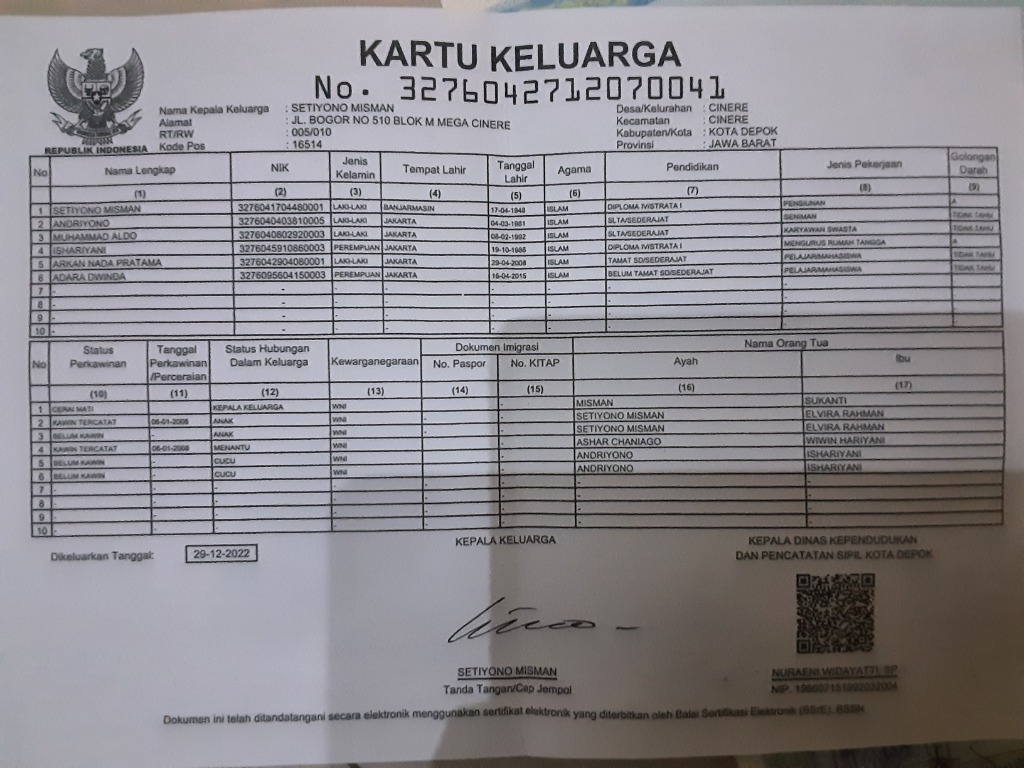 KARTU KELUARGA
No. 3276042712070041
Nama Kepala Keluarga : SETIYONO MISMAN
Alamat : JL. BOGOR NO 510 BLOK M MEGA CINERE
RT/RW : 005/010
Kode Pos : 16514
Desa/Kelurahan : CINERE
Kecamatan : CINERE
Kabupaten/Kota : KOTA DEPOK
Provinsi : JAWA BARAT
REPUBLIK INDONESIA
No Nama Lengkap NIK Jenis Kelamin Tempat Lahir Tanggal Lahir Agama Pendidikan Jenis Pekerjaan Golongan Darah
(1) (2) (3) (4) (5) (6) (7) (8) (9)
1 SETIYONO MISMAN 3276041704480001 LAKI-LAKI BANJARMASIN 17-04-1948 ISLAM DIPLOMA IV/STRATA I PENSIUNAN A
2 ANDRIYONO 3276040403810005 LAKI-LAKI JAKARTA 04-03-1981 ISLAM SLTA/SEDERAJAT SENIMAN TIDAK TAHU
3 MUHAMMAD ALDO 3276040802920003 LAKI-LAKI JAKARTA 08-02-1992 ISLAM SLTA/SEDERAJAT KARYAWAN SWASTA TIDAK TAHU
4 ISHARIYANI 3276045910860003 PEREMPUAN JAKARTA 19-10-1986 ISLAM DIPLOMA IV/STRATA I MENGURUS RUMAH TANGGA A
5 ARKAN NADA PRATAMA 3276042904080001 LAKI-LAKI JAKARTA 29-04-2008 ISLAM TAMAT SD/SEDERAJAT PELAJAR/MAHASISWA TIDAK TAHU
6 ADARA DWINDA 3276095604150003 PEREMPUAN JAKARTA 16-04-2015 ISLAM BELUM TAMAT SD/SEDERAJAT PELAJAR/MAHASISWA TIDAK TAHU
7 - - - - - - - - -
8 - - - - - - - - -
9 - - - - - - - - -
10 - - - - - - - - -
No Status Perkawinan Tanggal Perkawinan /Perceraian Status Hubungan Dalam Keluarga Kewarganegaraan Dokumen Imigrasi Nama Orang Tua
No. Paspor No. KITAP Ayah Ibu
(10) (11) (12) (13) (14) (15) (16) (17)
1 CERAI MATI KEPALA KELUARGA WNI - MISMAN SUKANTI
2 KAWIN TERCATAT 06-01-2008 ANAK WNI - - SETIYONO MISMAN ELVIRA RAHMAN
3 BELUM KAWIN - ANAK WNI - - SETIYONO MISMAN ELVIRA RAHMAN
4 KAWIN TERCATAT 06-01-2008 MENANTU WNI - - ASHAR CHANIAGO WIWIN HARIYANI
5 BELUM KAWIN - CUCU WNI - ANDRIYONO ISHARIYANI
6 BELUM KAWIN - CUCU WNI - ANDRIYONO ISHARIYANI
7 - - - - - - - -
8 - - - - - - - -
9 - - - - - - - -
10 - - - - - - - -
Dikeluarkan Tanggal: 29-12-2022
KEPALA KELUARGA
SETIYONO MISMAN
Tanda Tangan/Cap Jempol
KEPALA DINAS KEPENDUDUKAN
DAN PENCATATAN SIPIL KOTA DEPOK
NURAENI WIDAYATTI, SP
NIP. 196607151992032004
Dokumen ini telah ditandatangani secara elektronik menggunakan sertifikat elektronik yang diterbitkan oleh Balai Sertifikasi Elektronik (BSrE), BSSN